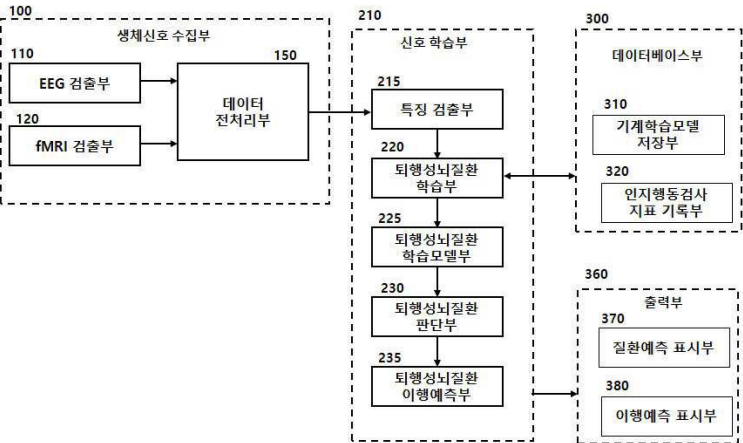 100
생체신호 수집부
110
EEG 검출부
120
fMRI 검출부
150
데이터
전처리부
210
신호 학습부
215
특징 검출부
220
퇴행성뇌질환
학습부
225
퇴행성뇌질환
학습모델부
230
퇴행성뇌질환
판단부
235
퇴행성뇌질환
이행예측부
300
데이터베이스부
310
기계학습모델
저장부
320
인지행동검사
지표 기록부
360
출력부
370
질환예측 표시부
380
이행예측 표시부